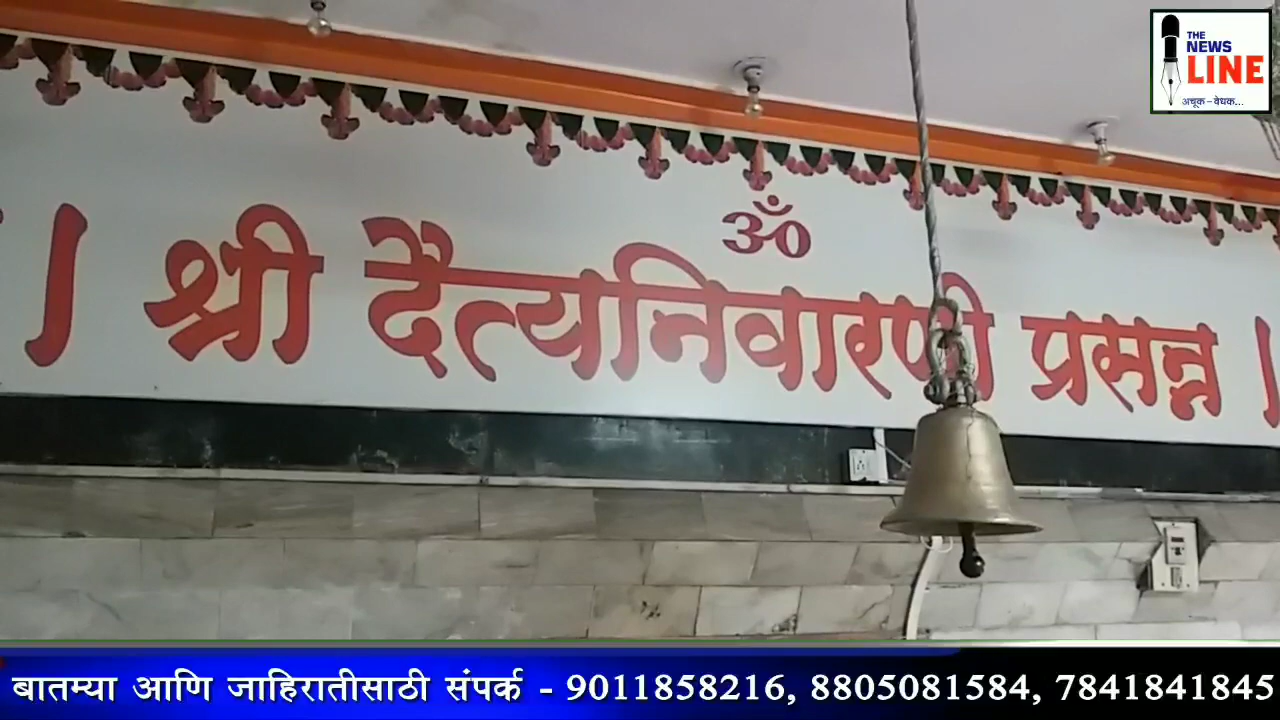 THE
NEWS
LINE
अचूक - वेधक...
ॐ
। श्री दैत्यनिवारणी प्रसन्न ।
बातम्या आणि जाहिरातीसाठी संपर्क - 9011858216, 8805081584, 7841841845